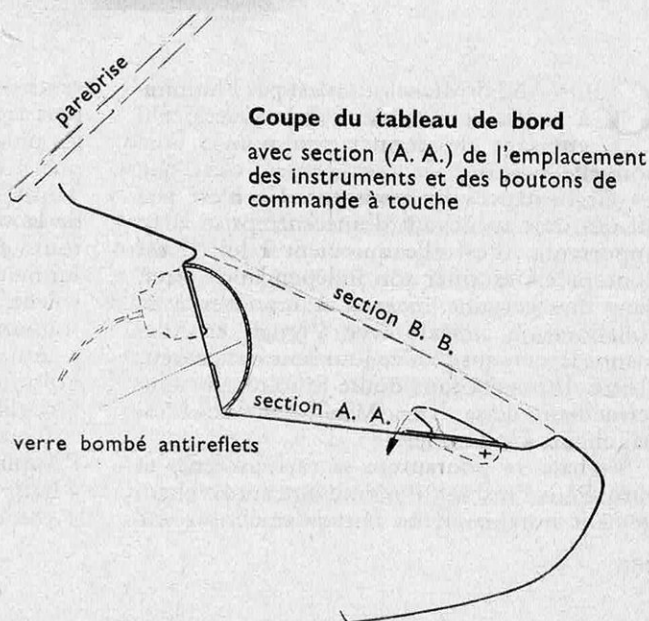 parebrise
Coupe du tableau de bord
avec section (A. A.) de l'emplacement
des instruments et des boutons de
commande à touche
section B. B.
section A. A.
verre bombé antireflets
+